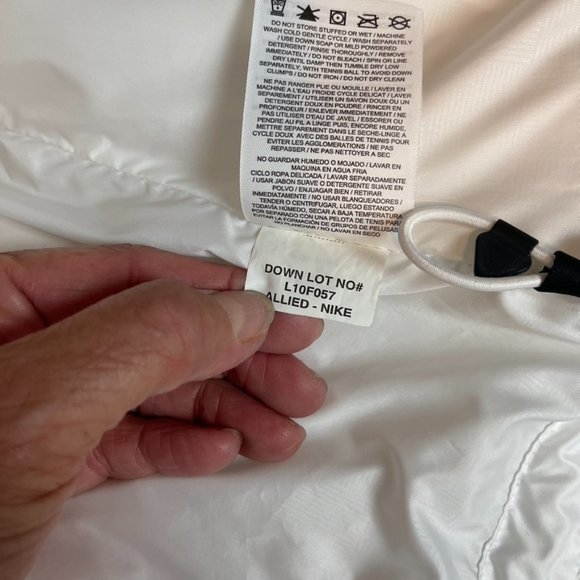 DO NOT STORE STUFFED OR WET / MACHINE
WASH COLD GENTLE CYCLE / WASH SEPARATELY
/ USE DOWN SOAP OR MILD POWDERED
DETERGENT / RINSE THOROUGHLY / REMOVE
IMMEDIATELY / DO NOT BLEACH / SPIN OR LINE
DRY UNTIL DAMP THEN TUMBLE DRY LOW
SEPARATELY, WITH TENNIS BALL TO AVOID DOWN
CLUMPS / DO NOT IRON / DO NOT DRY CLEAN
NE PAS RANGER PLIE OU MOUILLE / LAVER EN
MACHINE A L'EAU FROIDE CYCLE DELICAT / LAVER
SEPAREMENT / UTILISER UN SAVON DOUX OU UN
DETERGENT DOUX EN POUDRE / RINCER EN
PROFONDEUR / ENLEVER IMMEDIATEMENT / NE
PAS UTILISER D'EAU DE JAVEL / ESSORER OU
PENDRE AU FIL A LINGE PUIS, ENCORE HUMIDE,
METTRE SEPAREMENT DANS LE SECHE-LINGE A
CYCLE DOUX AVEC DES BALLES DE TENNIS POUR
EVITER LES AGGLOMERATIONS / NE PAS
REPASSER / NE PAS NETTOYER A SEC
NO GUARDAR HUMEDO O MOJADO / LAVAR EN
MAQUINA EN AGUA FRIA
CICLO ROPA DELICADA / LAVAR SEPARADAMENTE
/ USAR JABON SUAVE O DETERGENTE SUAVE EN
POLVO / ENJUAGAR BIEN / RETIRAR
INMEDIATAMENTE / NO USAR BLANQUEADORES /
TENDER O CENTRIFUGAR, LUEGO ESTANDO
TODAVÍA HÚMEDO, SECAR A BAJA TEMPERATURA
POR SEPARADO CON UNA PELOTA DE TENIS PARA
EVITAR LA FORMACIÓN DE GRUPOS DE PELUSAS
NO PLANCHAR / NO LAVAR EN SECO
DOWN LOT NO#
L10F057
ALLIED - NIKE